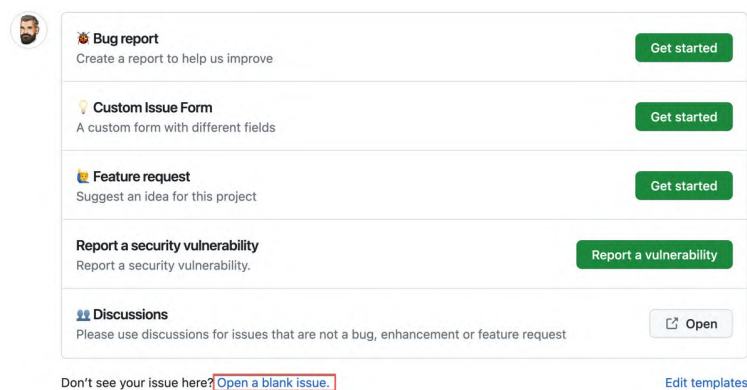 Bug report
Create a report to help us improve
Get started
Custom Issue Form
A custom form with different fields
Get started
Feature request
Suggest an idea for this project
Get started
Report a security vulnerability
Report a security vulnerability.
Report a vulnerability
Discussions
Please use discussions for issues that are not a bug, enhancement or feature request
Open
Don't see your issue here? Open a blank issue.
Edit templates